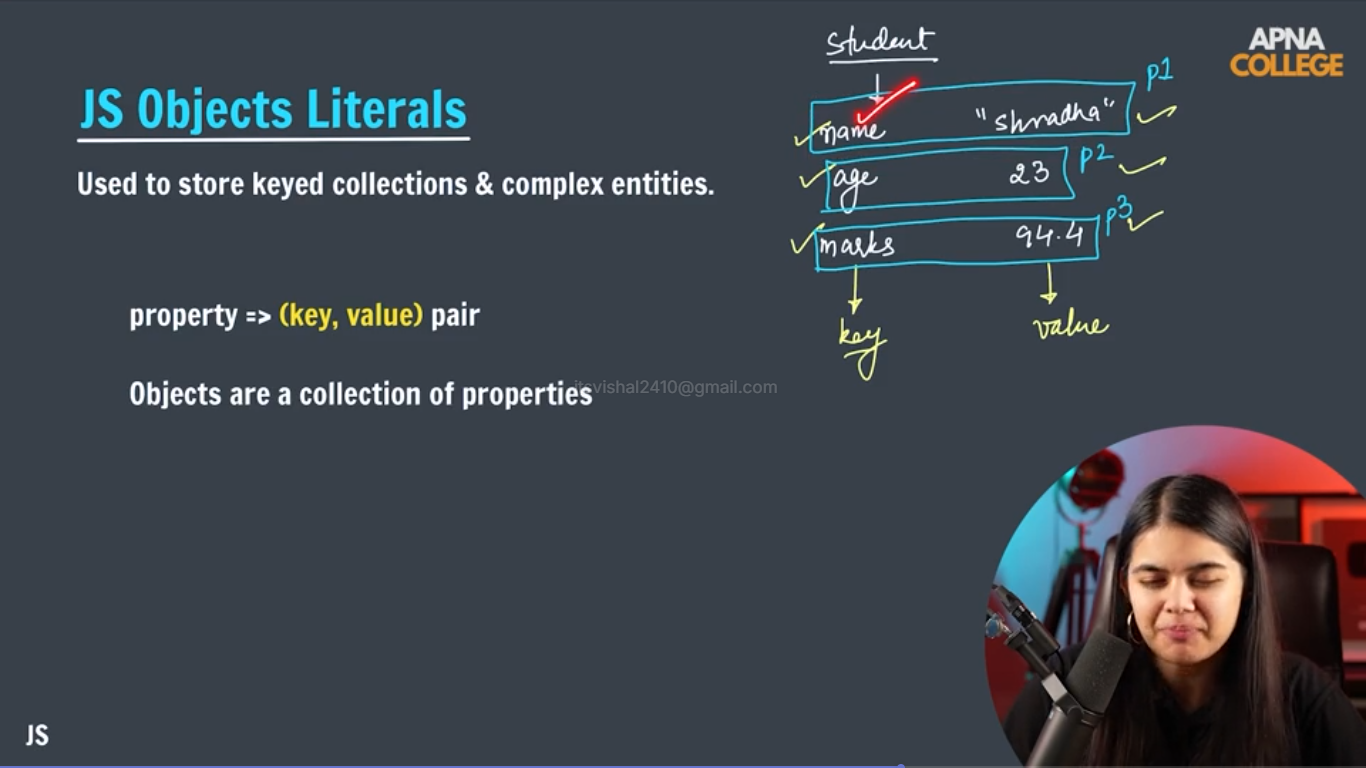 student
APNA
COLLEGE
JS Objects Literals
Used to store keyed collections & complex entities.
name "shradha" p1
age 23 p2
marks 94.4 p3
key value
property => (key, value) pair
Objects are a collection of properties
itsvishal2410@gmail.com
JS